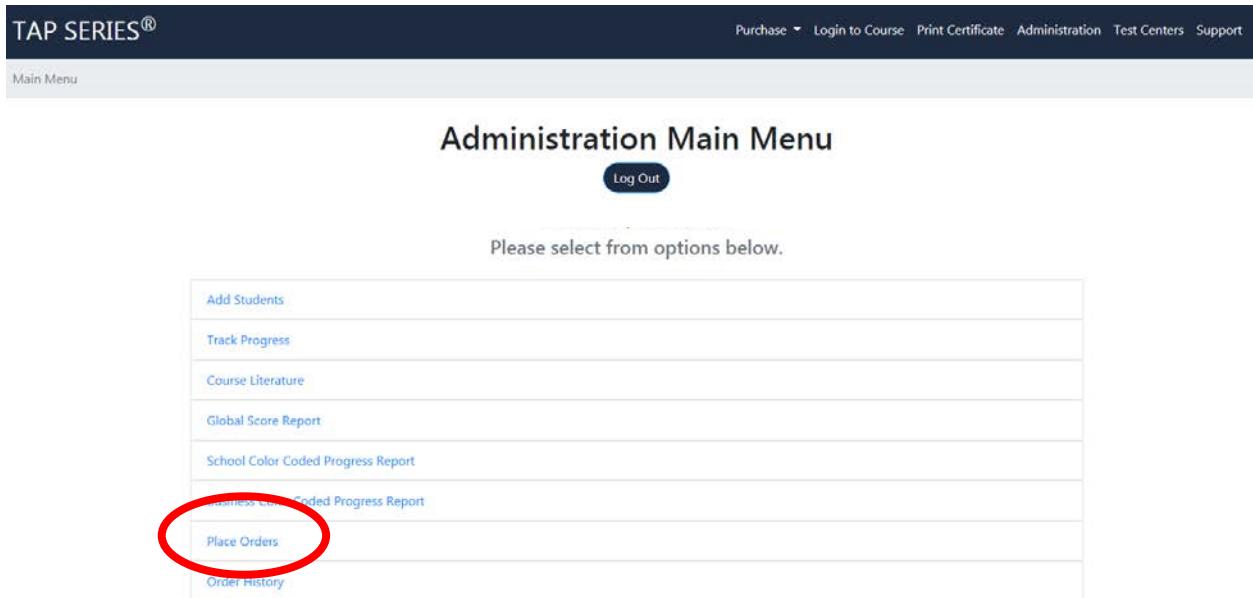 TAP SERIES®
Purchase Login to Course Print Certificate Administration Test Centers Support
Main Menu
Administration Main Menu
Log Out
Please select from options below.
Add Students
Track Progress
Course Literature
Global Score Report
School Color Coded Progress Report
Business Color Coded Progress Report
Place Orders
Order History